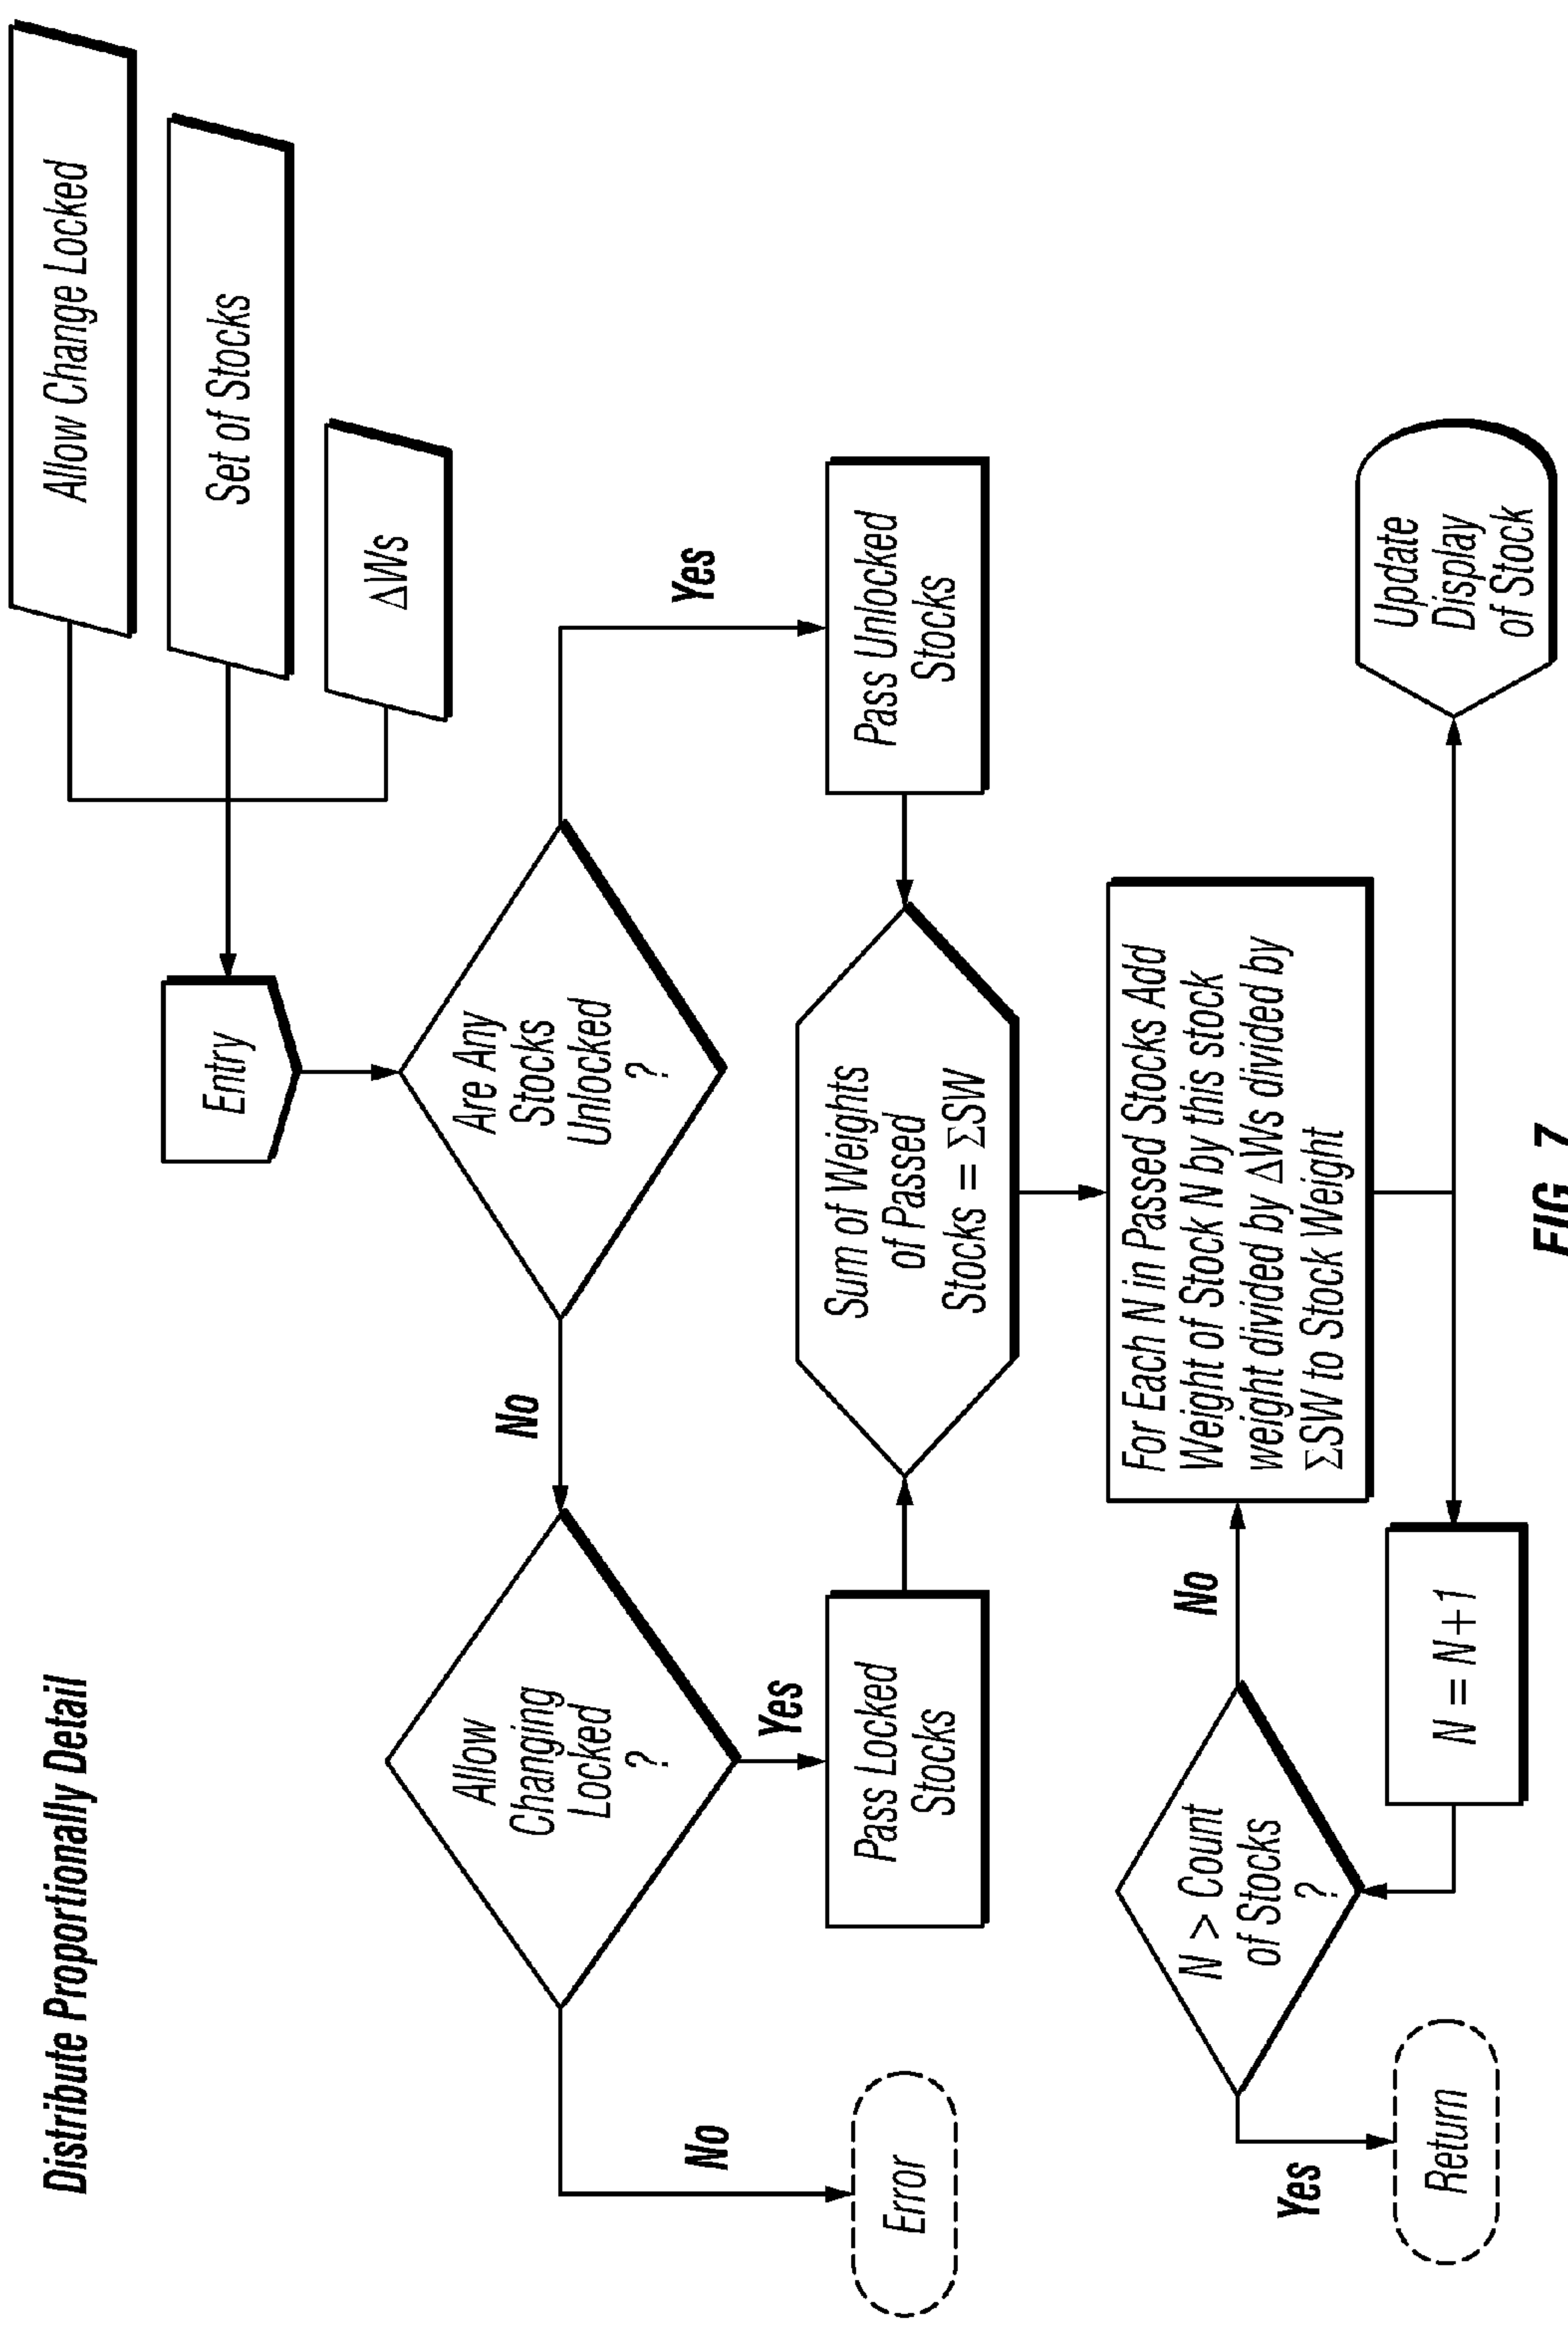 Distribute Proportionally Detail
Allow Change Locked
Set of Stocks
ΔWs
Entry
Are Any
Stocks
Unlocked
?
No
Yes
Allow
Changing
Locked
?
No
Yes
Error
Pass Locked
Stocks
Pass Unlocked
Stocks
Sum of Weights
of Passed
Stocks = ΣSW
For Each N in Passed Stocks Add
Weight of Stock N by this stock
weight divided by ΔWs divided by
ΣSW to Stock Weight
N > Count
of Stocks
?
No
Yes
Return
N = N+1
Update
Display
of Stock
FIG. 7